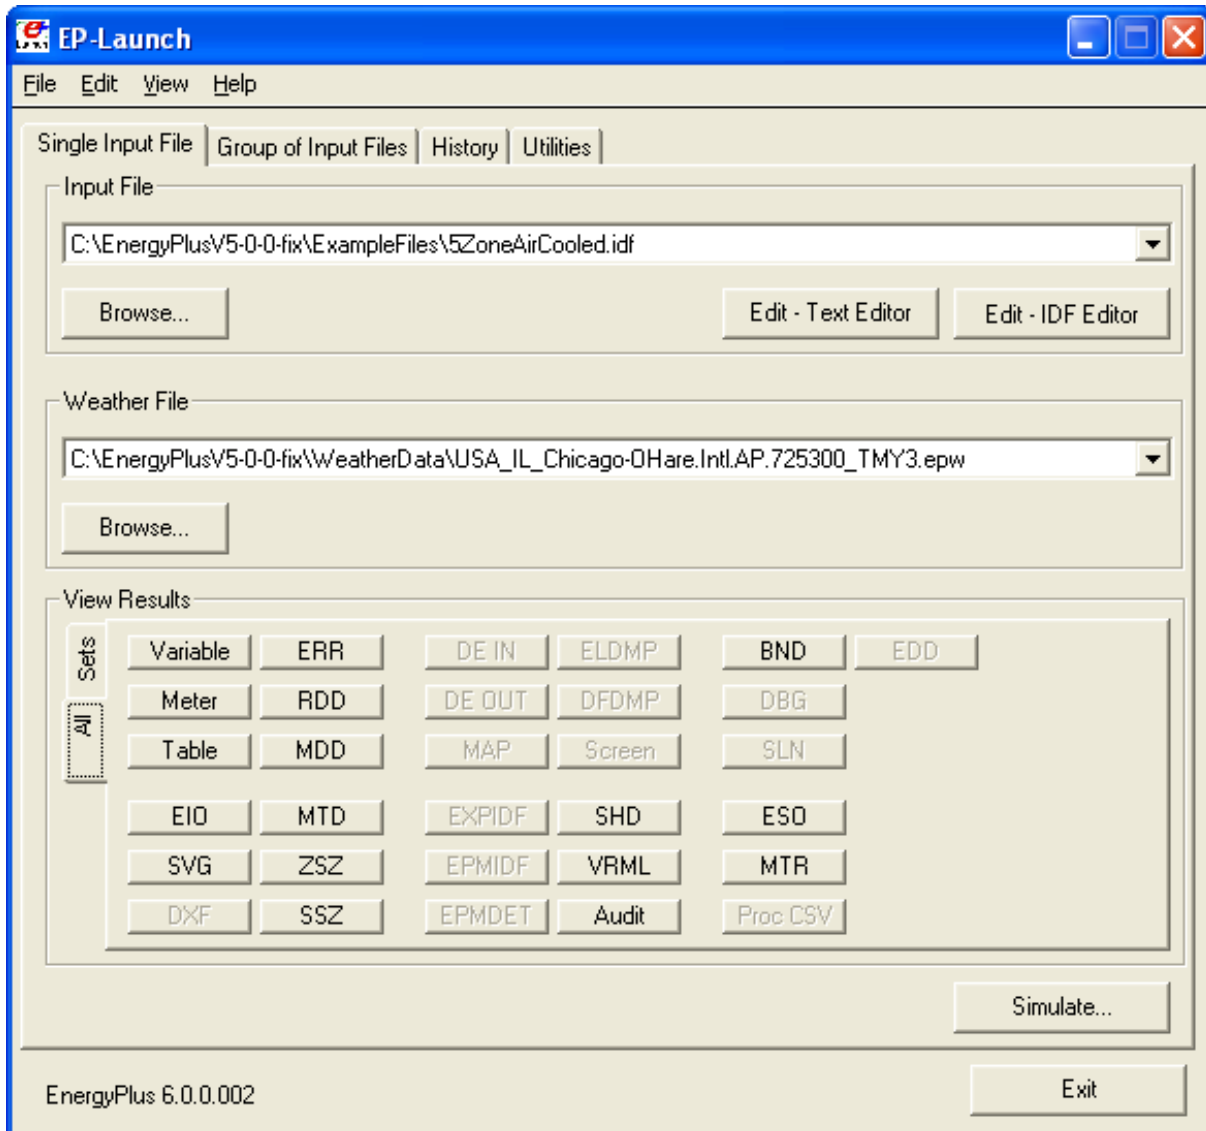 EP-Launch
File Edit View Help
Single Input File Group of Input Files History Utilities
Input File
C:\EnergyPlusV5-0-0-fix\ExampleFiles\5ZoneAirCooled.idf
Browse... Edit - Text Editor Edit - IDF Editor
Weather File
C:\EnergyPlusV5-0-0-fix\WeatherData\USA_IL_Chicago-OHare.Intl.AP.725300_TMY3.epw
Browse...
View Results
Sets
All
Variable ERR DE IN ELDMP BND EDD
Meter RDD DE OUT DFDMP DBG
Table MDD MAP Screen SLN
EIO MTD EXPIDF SHD ESO
SVG ZSZ EPMIDF VRML MTR
DXF SSZ EPMDET Audit Proc CSV
Simulate...
EnergyPlus 6.0.0.002 Exit